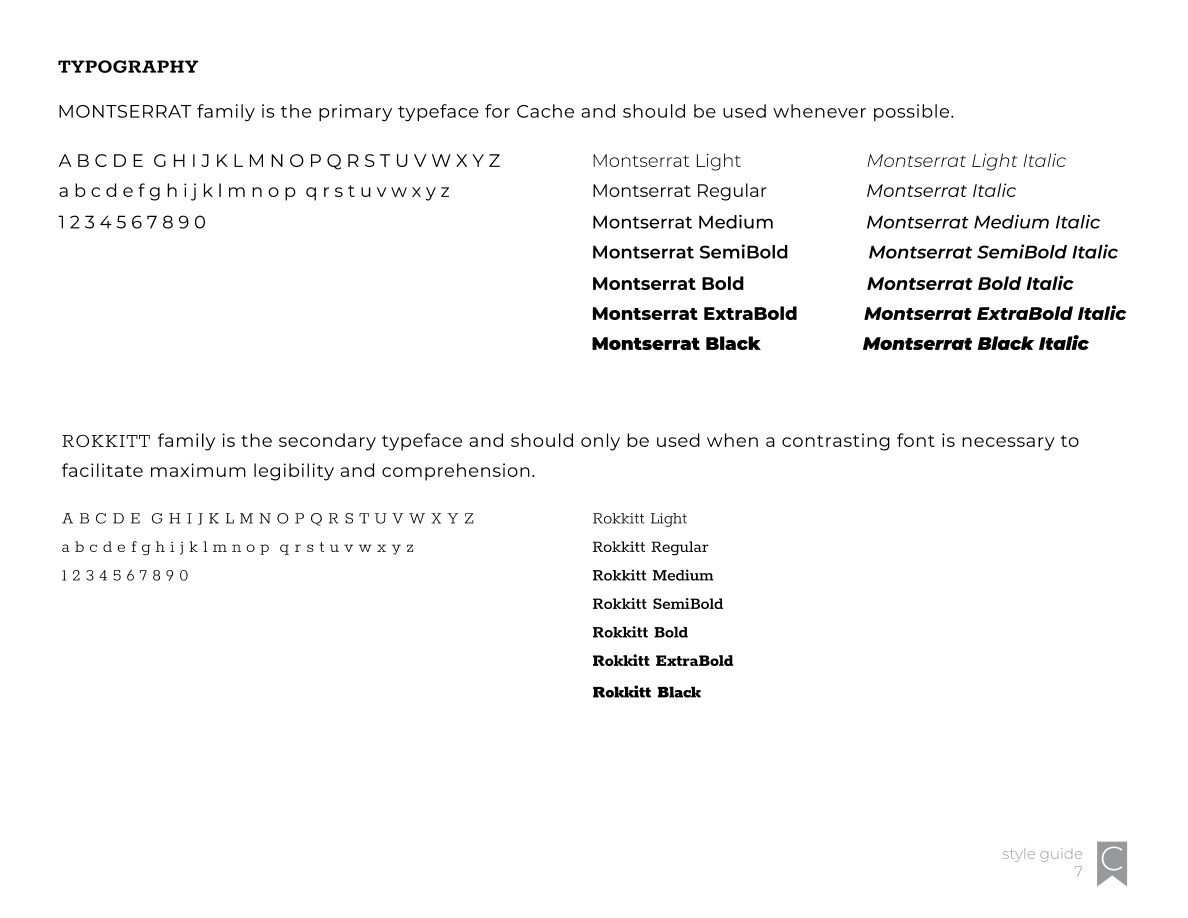 TYPOGRAPHY
MONTSERRAT family is the primary typeface for Cache and should be used whenever possible.
A B C D E G H I J K L M N O P Q R S T U V W X Y Z
a b c d e f g h i j k l m n o p q r s t u v w x y z
1 2 3 4 5 6 7 8 9 0
Montserrat Light
Montserrat Regular
Montserrat Medium
Montserrat SemiBold
Montserrat Bold
Montserrat ExtraBold
Montserrat Black
Montserrat Light Italic
Montserrat Italic
Montserrat Medium Italic
Montserrat SemiBold Italic
Montserrat Bold Italic
Montserrat ExtraBold Italic
Montserrat Black Italic
ROKKITT family is the secondary typeface and should only be used when a contrasting font is necessary to
facilitate maximum legibility and comprehension.
A B C D E G H I J K L M N O P Q R S T U V W X Y Z
a b c d e f g h i j k l m n o p q r s t u v w x y z
1 2 3 4 5 6 7 8 9 0
Rokkitt Light
Rokkitt Regular
Rokkitt Medium
Rokkitt SemiBold
Rokkitt Bold
Rokkitt ExtraBold
Rokkitt Black
style guide
7
C